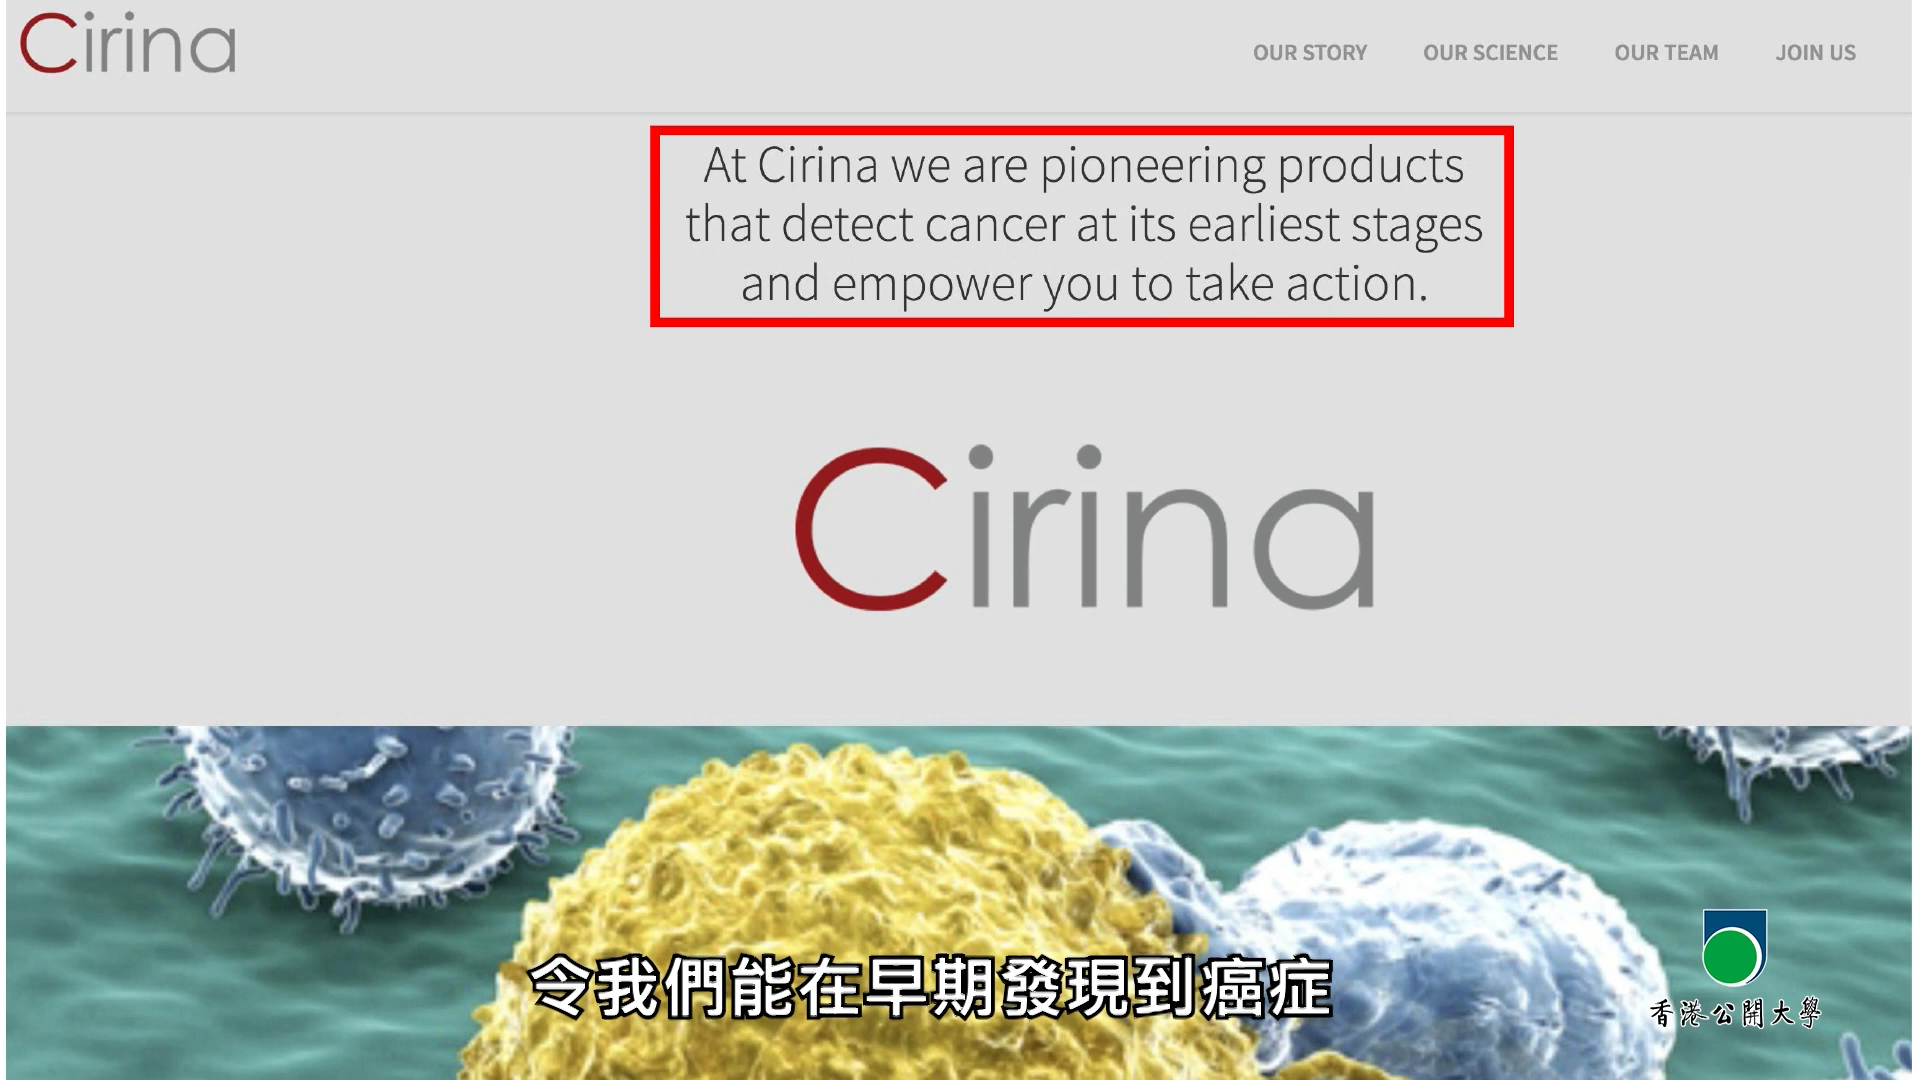 Cirina
OUR STORY
OUR SCIENCE
OUR TEAM
JOIN US
At Cirina we are pioneering products
that detect cancer at its earliest stages
and empower you to take action.
Cirina
令我們能在早期發現到癌症
香港公開大學